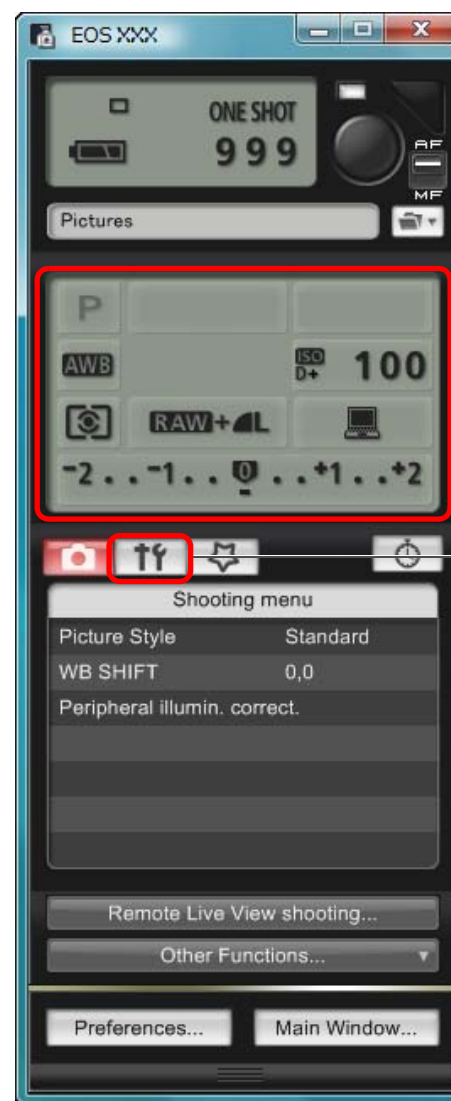 EOS XXX
ONE SHOT
999
AF
MF
Pictures
P
AWB
ISO
D+ 100
RAW+L
-2..-1..0..+1..+2
Shooting menu
Picture Style Standard
WB SHIFT 0,0
Peripheral illumin. correct.
Remote Live View shooting...
Other Functions...
Preferences... Main Window...